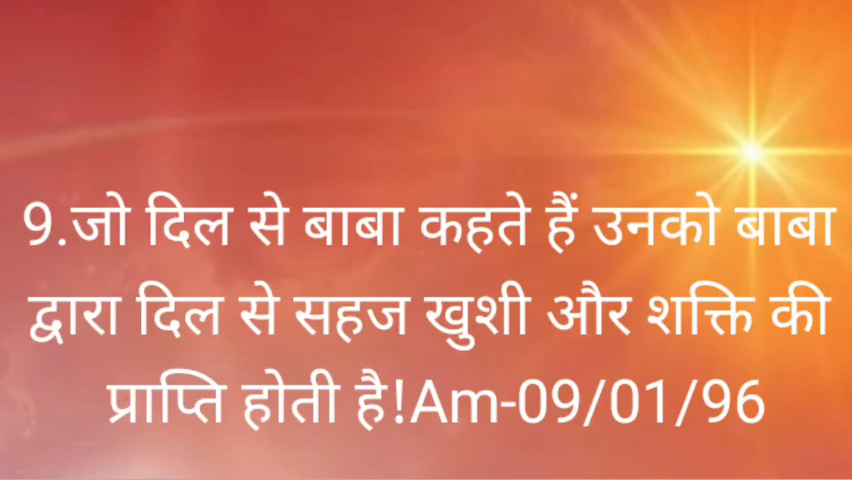 9.जो दिल से बाबा कहते हैं उनको बाबा
द्वारा दिल से सहज खुशी और शक्ति की
प्राप्ति होती है!Am-09/01/96